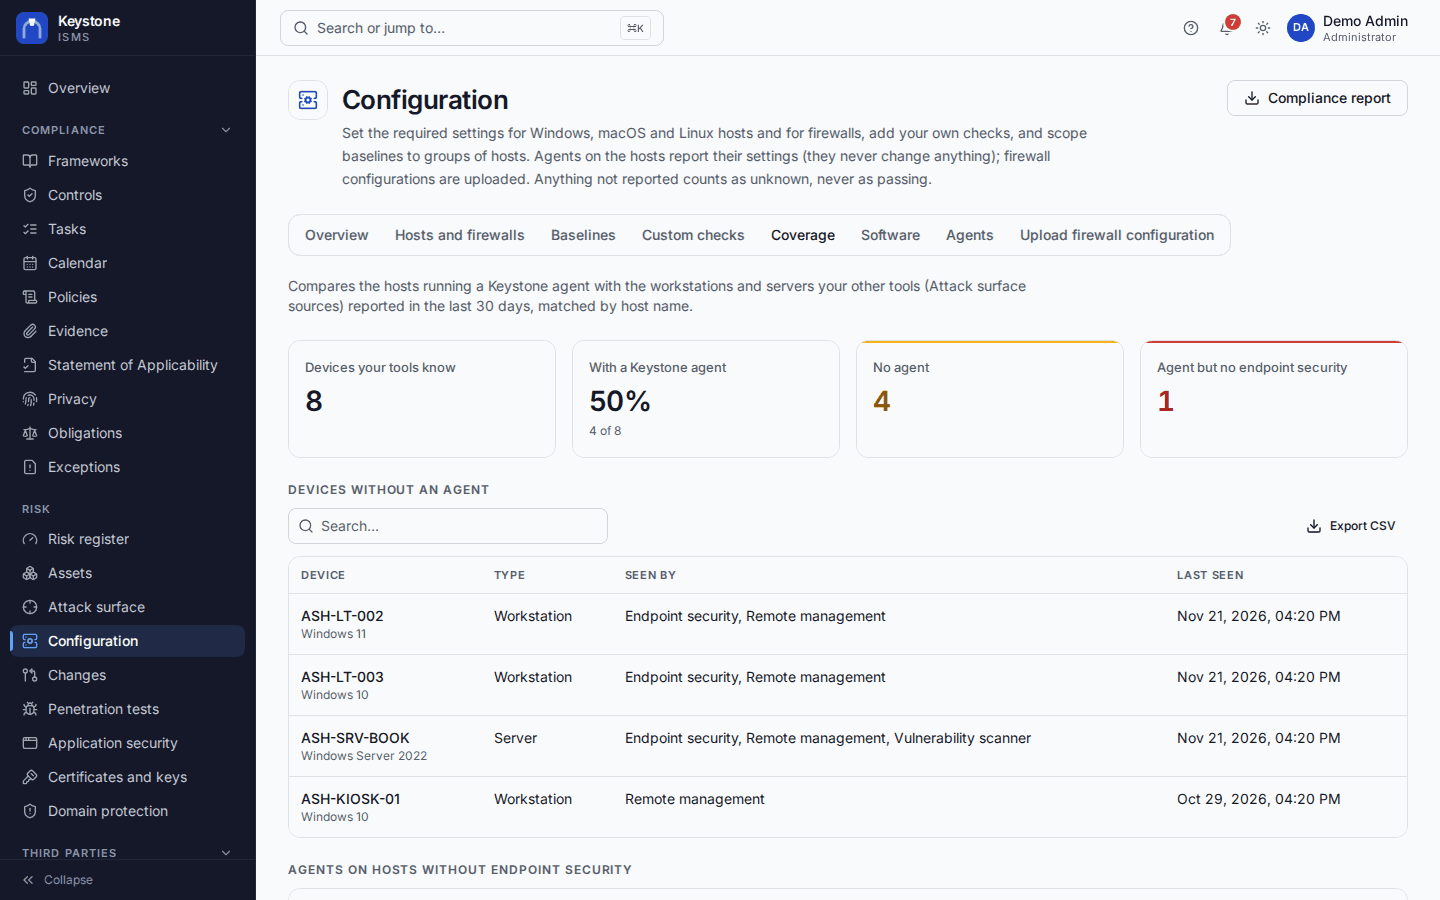 Keystone
ISMS
Search or jump to...
⌘K
7
DA
Demo Admin
Administrator
Overview
COMPLIANCE
Frameworks
Controls
Tasks
Calendar
Policies
Evidence
Statement of Applicability
Privacy
Obligations
Exceptions
RISK
Risk register
Assets
Attack surface
Configuration
Changes
Penetration tests
Application security
Certificates and keys
Domain protection
THIRD PARTIES
Collapse
Configuration
Compliance report
Set the required settings for Windows, macOS and Linux hosts and for firewalls, add your own checks, and scope
baselines to groups of hosts. Agents on the hosts report their settings (they never change anything); firewall
configurations are uploaded. Anything not reported counts as unknown, never as passing.
Overview Hosts and firewalls Baselines Custom checks Coverage Software Agents Upload firewall configuration
Compares the hosts running a Keystone agent with the workstations and servers your other tools (Attack surface
sources) reported in the last 30 days, matched by host name.
Devices your tools know
8
With a Keystone agent
50%
4 of 8
No agent
4
Agent but no endpoint security
1
DEVICES WITHOUT AN AGENT
Search...
Export CSV
DEVICE TYPE SEEN BY LAST SEEN
ASH-LT-002 Workstation Endpoint security, Remote management Nov 21, 2026, 04:20 PM
Windows 11
ASH-LT-003 Workstation Endpoint security, Remote management Nov 21, 2026, 04:20 PM
Windows 10
ASH-SRV-BOOK Server Endpoint security, Remote management, Vulnerability scanner Nov 21, 2026, 04:20 PM
Windows Server 2022
ASH-KIOSK-01 Workstation Remote management Oct 29, 2026, 04:20 PM
Windows 10
AGENTS ON HOSTS WITHOUT ENDPOINT SECURITY